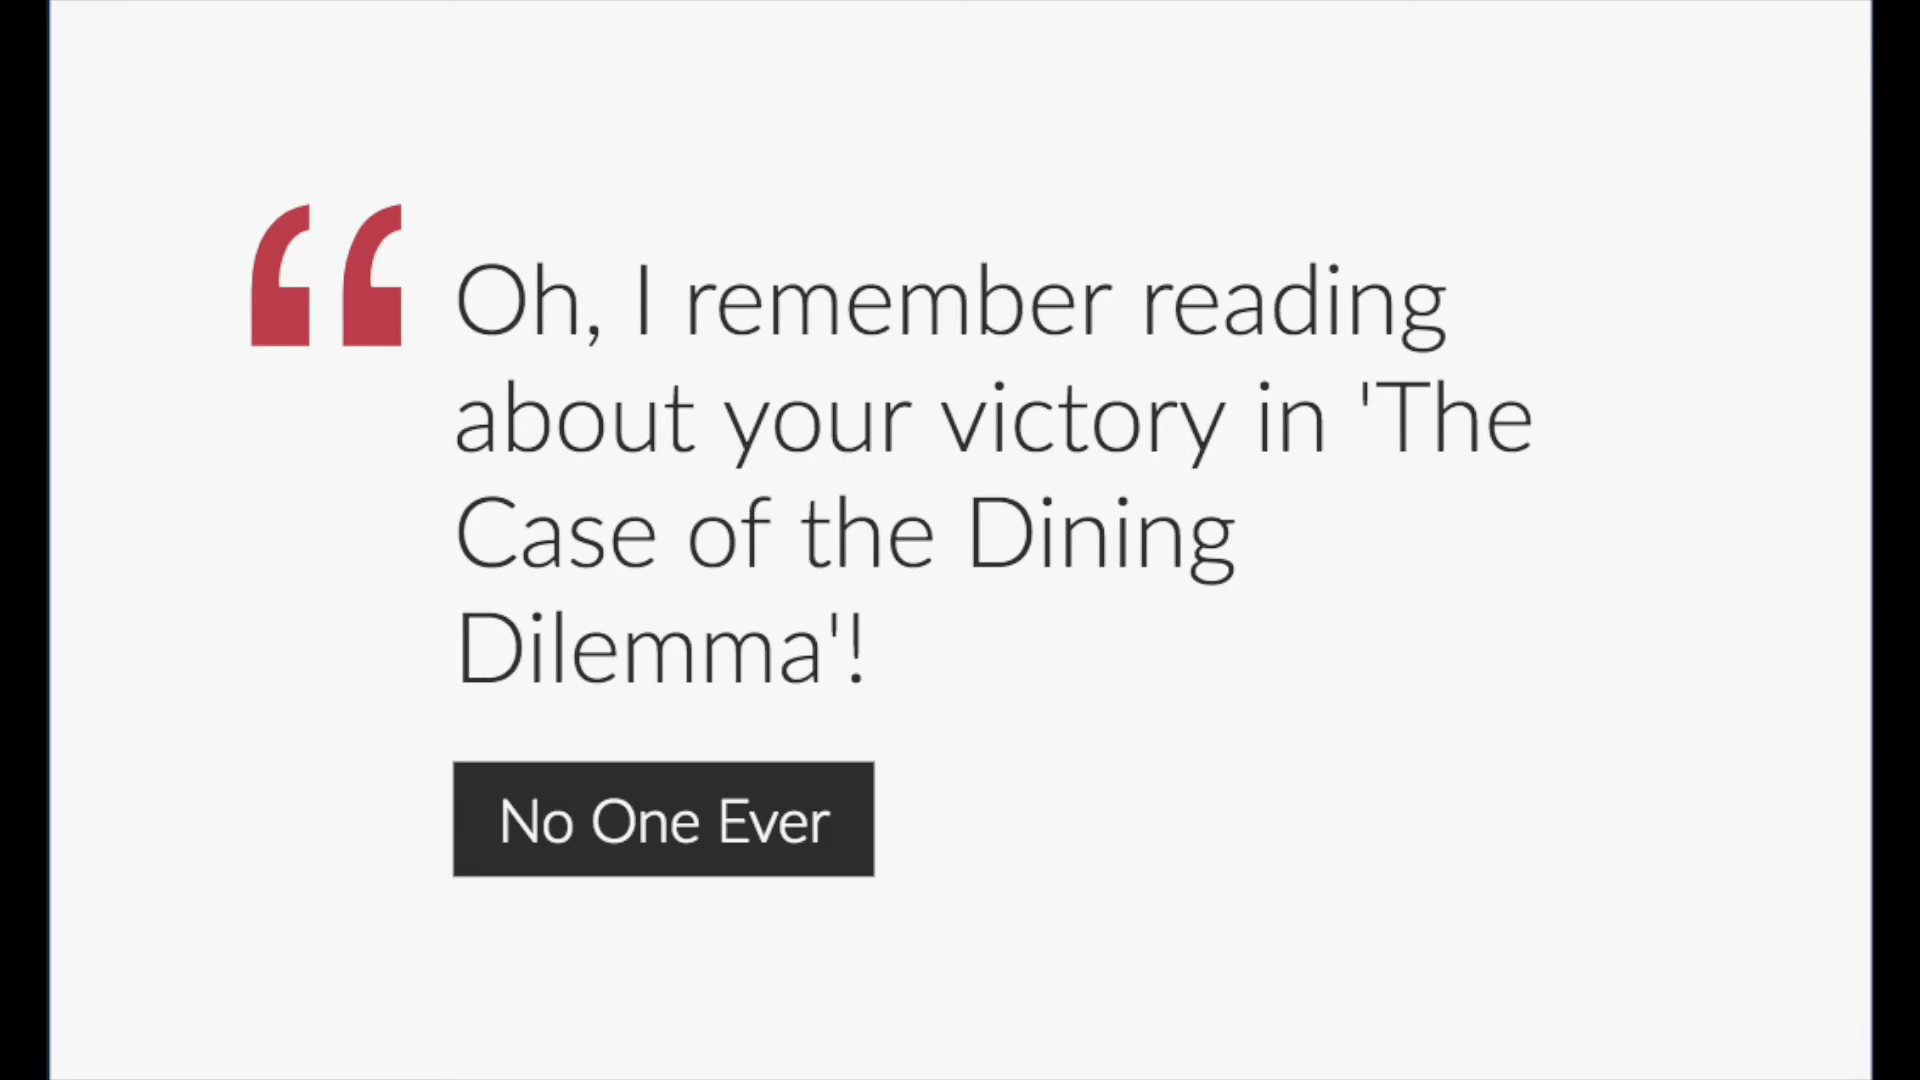 “
Oh, I remember reading
about your victory in 'The
Case of the Dining
Dilemma'!
No One Ever